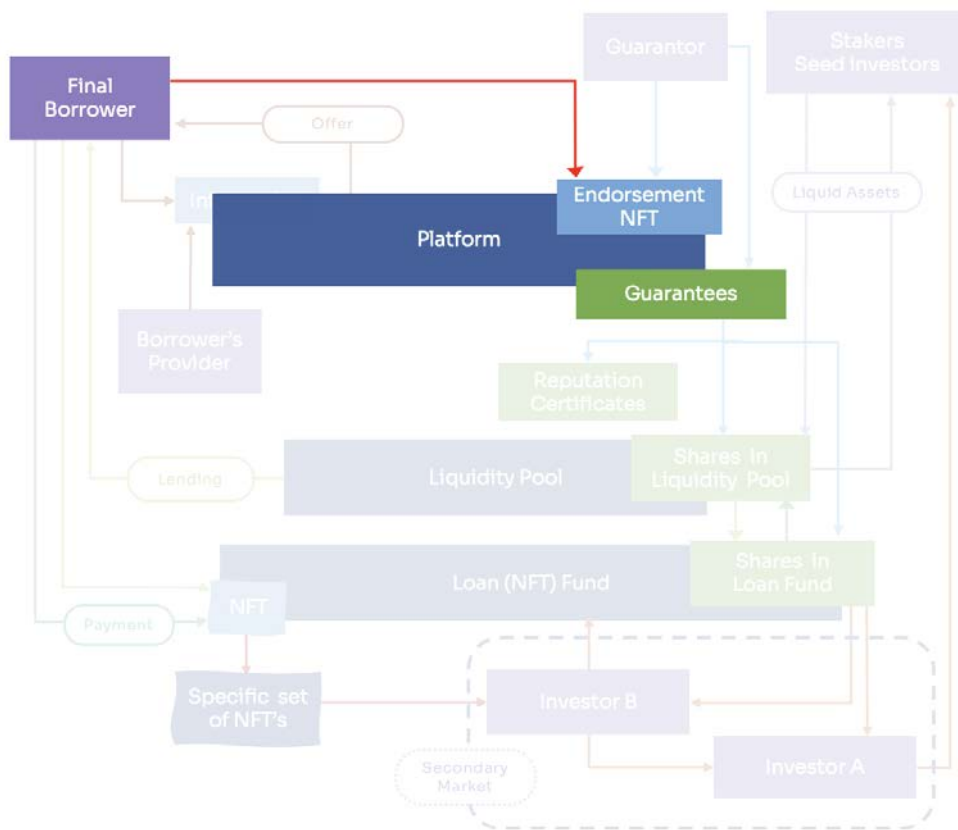 Guarantor
Stakers
Seed Investors
Final
Borrower
Offer
Endorsement
NFT
Liquid Assets
Platform
Guarantees
Borrower's
Provider
Reputation
Certificates
Shares in
Liquidity Pool
Liquidity Pool
Lending
Shares in
Loan Fund
Loan (NFT) Fund
NFT
Payment
Specific set
of NFT's
Investor B
Secondary
Market
Investor A